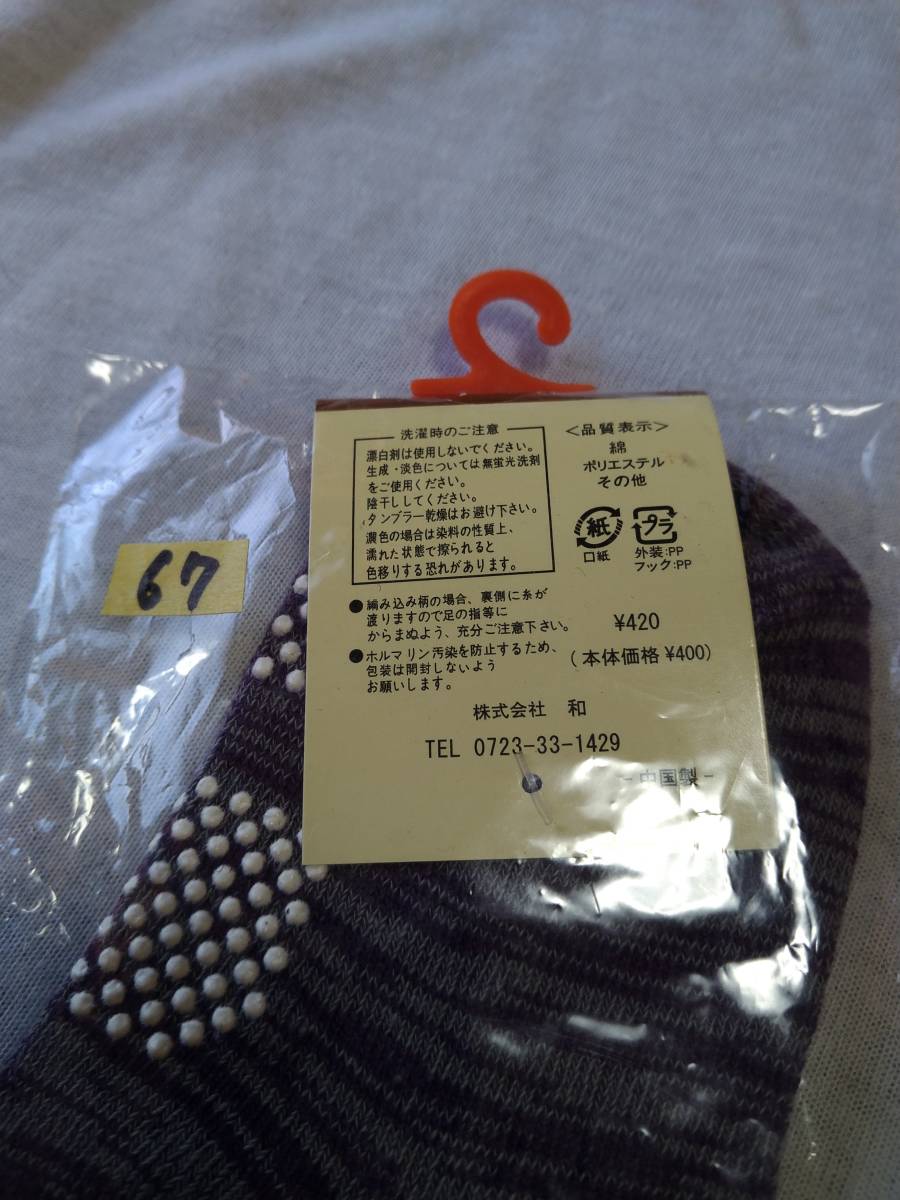 67
洗濯時のご注意
漂白剤は使用しないでください。
生成・淡色については無蛍光洗剤
をご使用ください。
陰干ししてください。
タンブラー乾燥はお避け下さい。
濃色の場合は染料の性質上、
濡れた状態で擦られると
色移りする恐れがあります。
●編み込み柄の場合、裏側に糸が
渡りますので足の指等に
からまぬよう、充分ご注意下さい。
●ホルマリン汚染を防止するため、
包装は開封しないよう
お願いします。
<品質表示>
綿
ポリエステル
その他
紙
プラ
口紙
外装:PP
フック:PP
¥420
(本体価格¥400)
株式会社 和
TEL 0723-33-1429
-中国製-